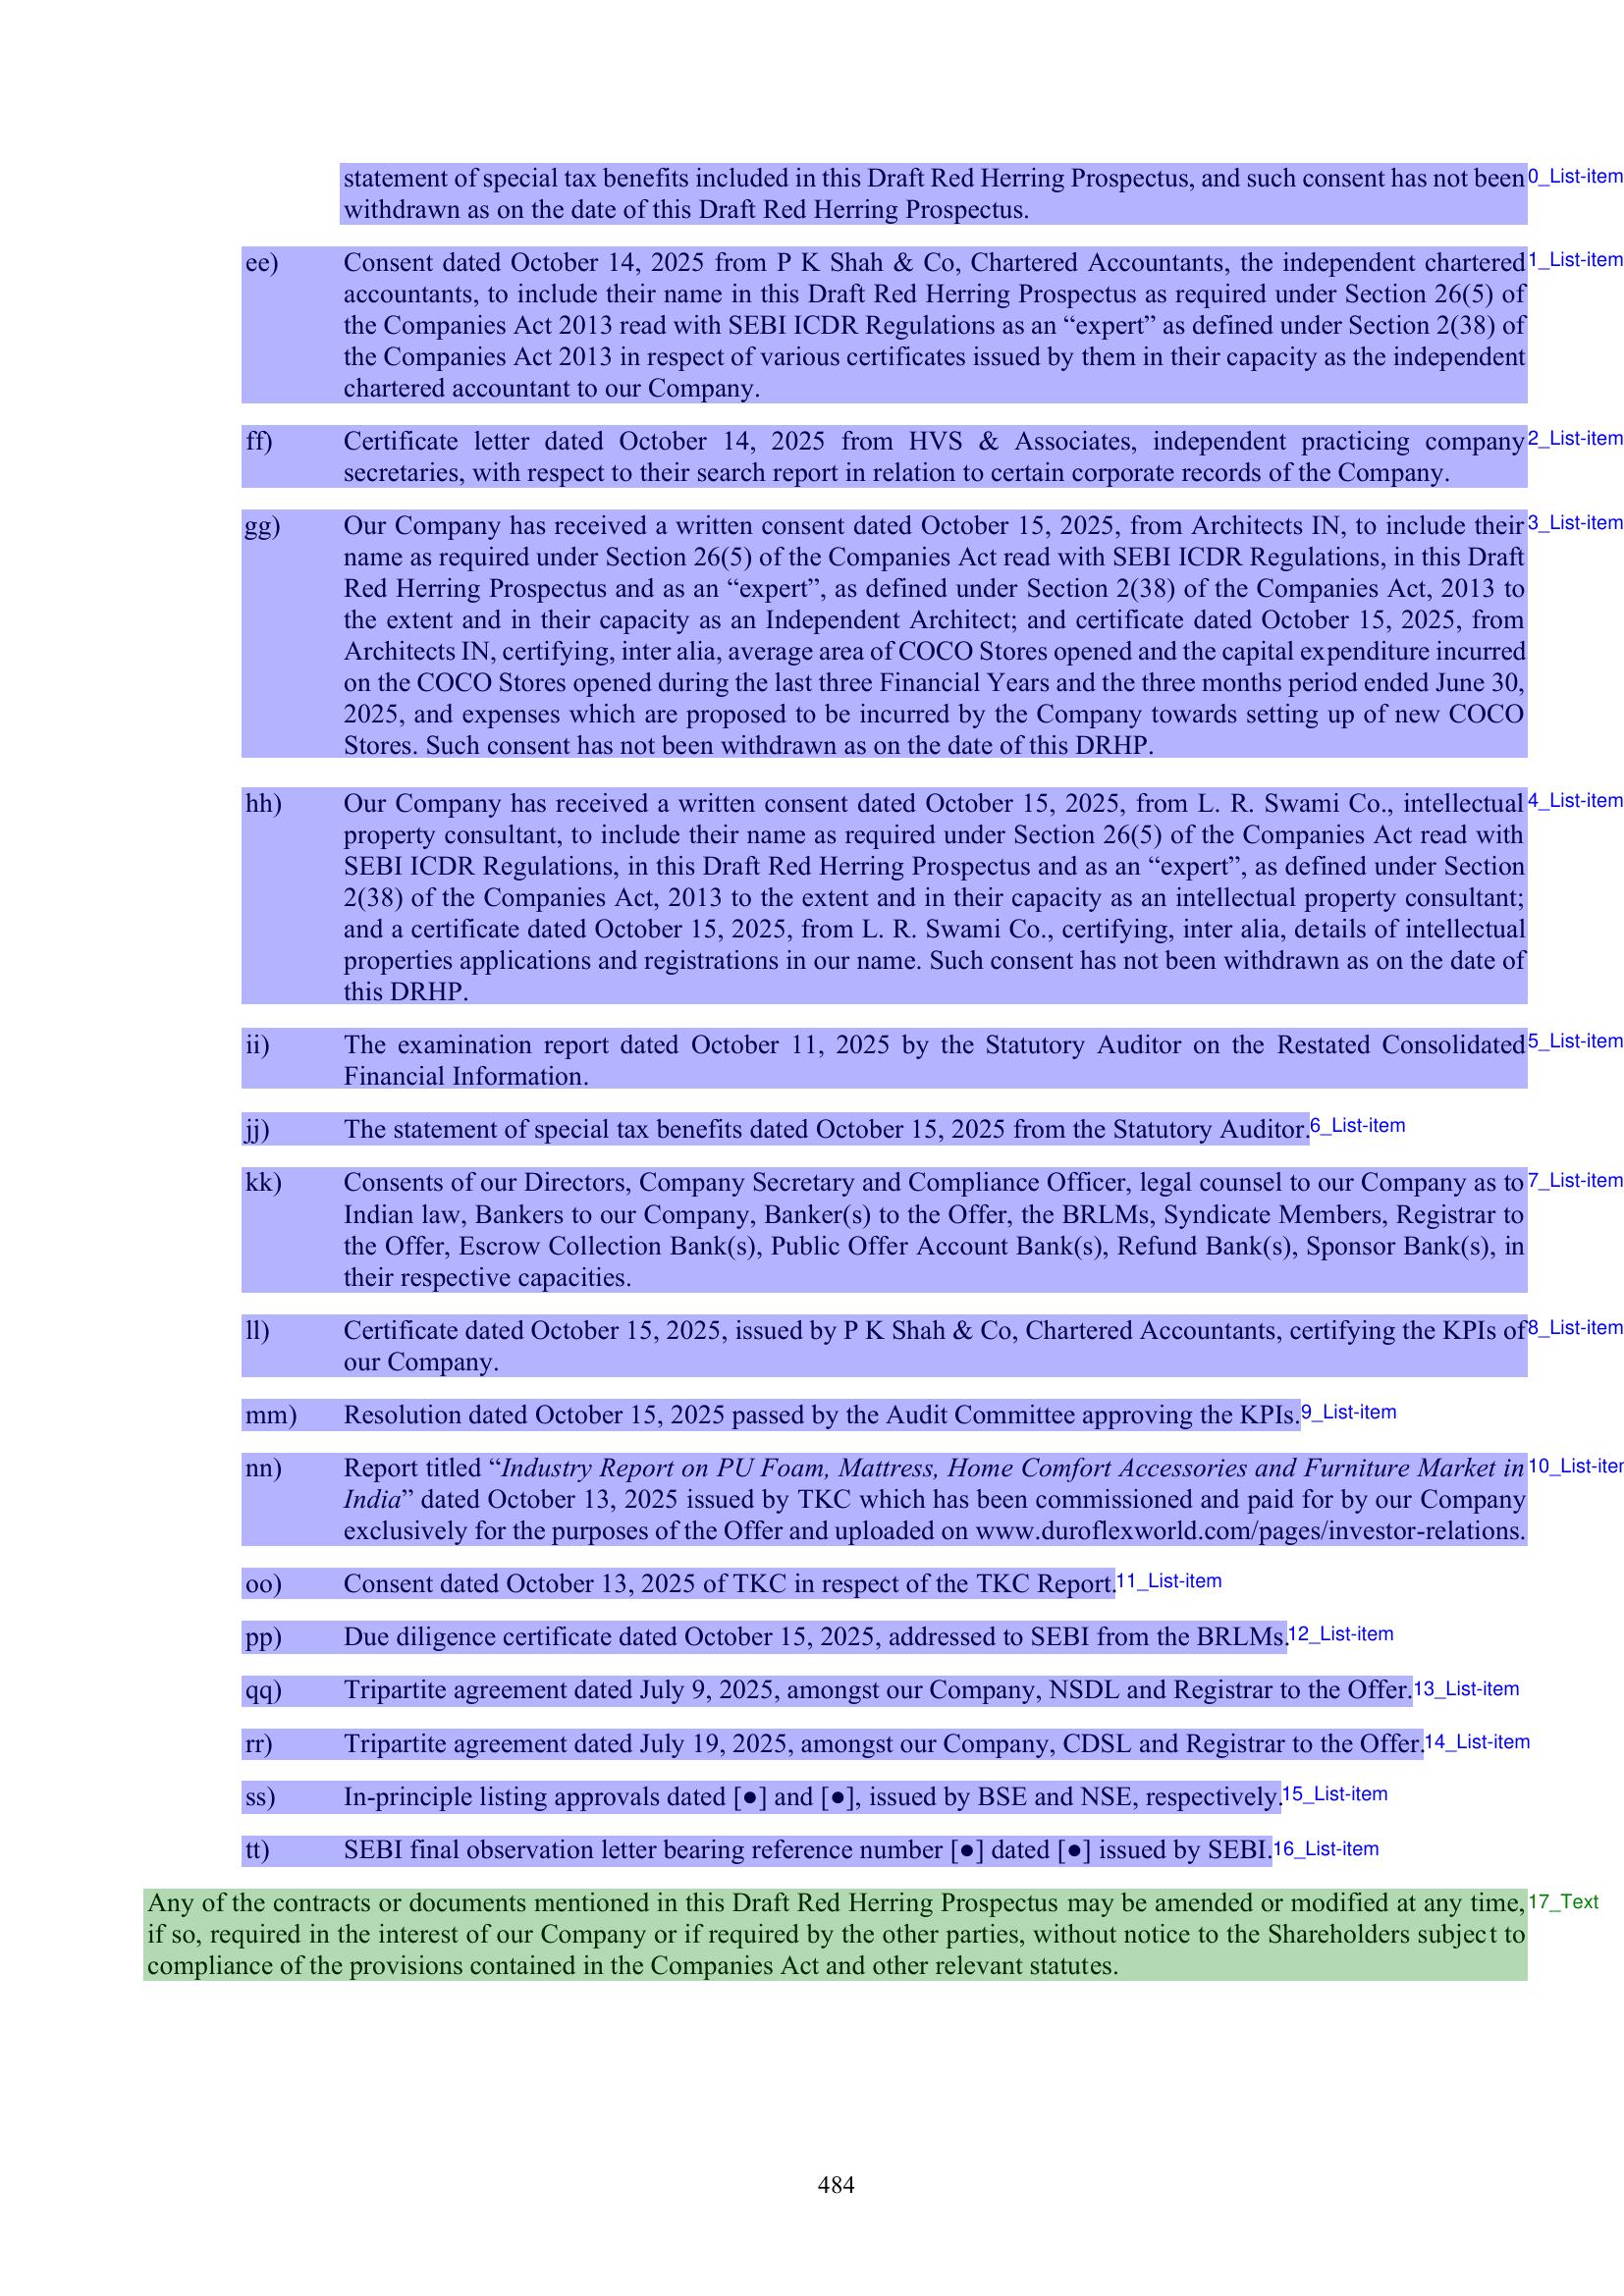 statement of special tax benefits included in this Draft Red Herring Prospectus, and such consent has not been 0_List-item
withdrawn as on the date of this Draft Red Herring Prospectus.
ee) Consent dated October 14, 2025 from P K Shah & Co, Chartered Accountants, the independent chartered 1_List-item
accountants, to include their name in this Draft Red Herring Prospectus as required under Section 26(5) of
the Companies Act 2013 read with SEBI ICDR Regulations as an “expert” as defined under Section 2(38) of
the Companies Act 2013 in respect of various certificates issued by them in their capacity as the independent
chartered accountant to our Company.
ff) Certificate letter dated October 14, 2025 from HVS & Associates, independent practicing company 2_List-item
secretaries, with respect to their search report in relation to certain corporate records of the Company.
gg) Our Company has received a written consent dated October 15, 2025, from Architects IN, to include their 3_List-item
name as required under Section 26(5) of the Companies Act read with SEBI ICDR Regulations, in this Draft
Red Herring Prospectus and as an “expert”, as defined under Section 2(38) of the Companies Act, 2013 to
the extent and in their capacity as an Independent Architect; and certificate dated October 15, 2025, from
Architects IN, certifying, inter alia, average area of COCO Stores opened and the capital expenditure incurred
on the COCO Stores opened during the last three Financial Years and the three months period ended June 30,
2025, and expenses which are proposed to be incurred by the Company towards setting up of new COCO
Stores. Such consent has not been withdrawn as on the date of this DRHP.
hh) Our Company has received a written consent dated October 15, 2025, from L. R. Swami Co., intellectual 4_List-item
property consultant, to include their name as required under Section 26(5) of the Companies Act read with
SEBI ICDR Regulations, in this Draft Red Herring Prospectus and as an “expert”, as defined under Section
2(38) of the Companies Act, 2013 to the extent and in their capacity as an intellectual property consultant;
and a certificate dated October 15, 2025, from L. R. Swami Co., certifying, inter alia, details of intellectual
properties applications and registrations in our name. Such consent has not been withdrawn as on the date of
this DRHP.
ii) The examination report dated October 11, 2025 by the Statutory Auditor on the Restated Consolidated 5_List-item
Financial Information.
jj) The statement of special tax benefits dated October 15, 2025 from the Statutory Auditor. 6_List-item
kk) Consents of our Directors, Company Secretary and Compliance Officer, legal counsel to our Company as to 7_List-item
Indian law, Bankers to our Company, Banker(s) to the Offer, the BRLMs, Syndicate Members, Registrar to
the Offer, Escrow Collection Bank(s), Public Offer Account Bank(s), Refund Bank(s), Sponsor Bank(s), in
their respective capacities.
ll) Certificate dated October 15, 2025, issued by P K Shah & Co, Chartered Accountants, certifying the KPIs of 8_List-item
our Company.
mm) Resolution dated October 15, 2025 passed by the Audit Committee approving the KPIs. 9_List-item
nn) Report titled “Industry Report on PU Foam, Mattress, Home Comfort Accessories and Furniture Market in 10_List-iter
India” dated October 13, 2025 issued by TKC which has been commissioned and paid for by our Company
exclusively for the purposes of the Offer and uploaded on www.duroflexworld.com/pages/investor-relations.
oo) Consent dated October 13, 2025 of TKC in respect of the TKC Report. 11_List-item
pp) Due diligence certificate dated October 15, 2025, addressed to SEBI from the BRLMs. 12_List-item
qq) Tripartite agreement dated July 9, 2025, amongst our Company, NSDL and Registrar to the Offer. 13_List-item
rr) Tripartite agreement dated July 19, 2025, amongst our Company, CDSL and Registrar to the Offer. 14_List-item
ss) In-principle listing approvals dated [●] and [●], issued by BSE and NSE, respectively. 15_List-item
tt) SEBI final observation letter bearing reference number [●] dated [●] issued by SEBI. 16_List-item
Any of the contracts or documents mentioned in this Draft Red Herring Prospectus may be amended or modified at any time, 17_Text
if so, required in the interest of our Company or if required by the other parties, without notice to the Shareholders subject to
compliance of the provisions contained in the Companies Act and other relevant statutes.
484